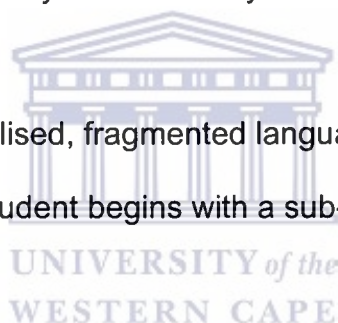 lised, fragmented langua
udent begins with a sub-
UNIVERSITY of the
WESTERN CAPE